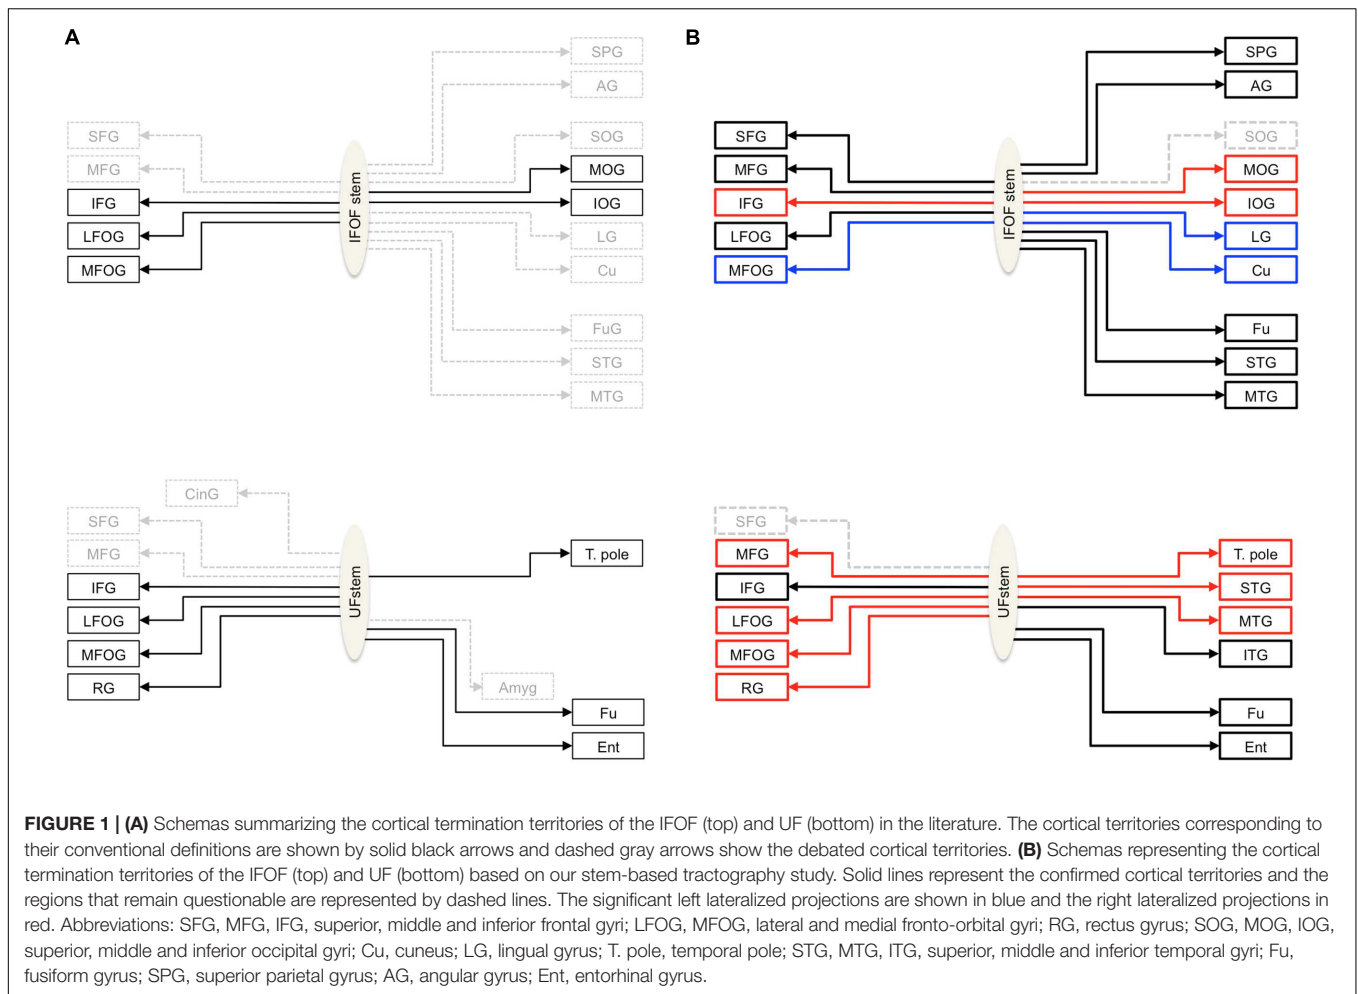 A
B
SPG
AG
SFG
SOG
MFG
MOG
IFG
IOG
LFOG
LG
MFOG
Cu
FuG
STG
MTG
IFOF stem
SPG
AG
SFG
SOG
MFG
MOG
IFG
IOG
LFOG
LG
MFOG
Cu
Fu
STG
MTG
IFOF stem
CinG
SFG
MFG
T. pole
IFG
LFOG
MFOG
RG
Amyg
Fu
Ent
UFstem
SFG
MFG
T. pole
IFG
STG
LFOG
MTG
MFOG
ITG
RG
Fu
Ent
UFstem
FIGURE 1 | (A) Schemas summarizing the cortical termination territories of the IFOF (top) and UF (bottom) in the literature. The cortical territories corresponding to
their conventional definitions are shown by solid black arrows and dashed gray arrows show the debated cortical territories. (B) Schemas representing the cortical
termination territories of the IFOF (top) and UF (bottom) based on our stem-based tractography study. Solid lines represent the confirmed cortical territories and the
regions that remain questionable are represented by dashed lines. The significant left lateralized projections are shown in blue and the right lateralized projections in
red. Abbreviations: SFG, MFG, IFG, superior, middle and inferior frontal gyri; LFOG, MFOG, lateral and medial fronto-orbital gyri; RG, rectus gyrus; SOG, MOG, IOG,
superior, middle and inferior occipital gyri; Cu, cuneus; LG, lingual gyrus; T. pole, temporal pole; STG, MTG, ITG, superior, middle and inferior temporal gyri; Fu,
fusiform gyrus; SPG, superior parietal gyrus; AG, angular gyrus; Ent, entorhinal gyrus.